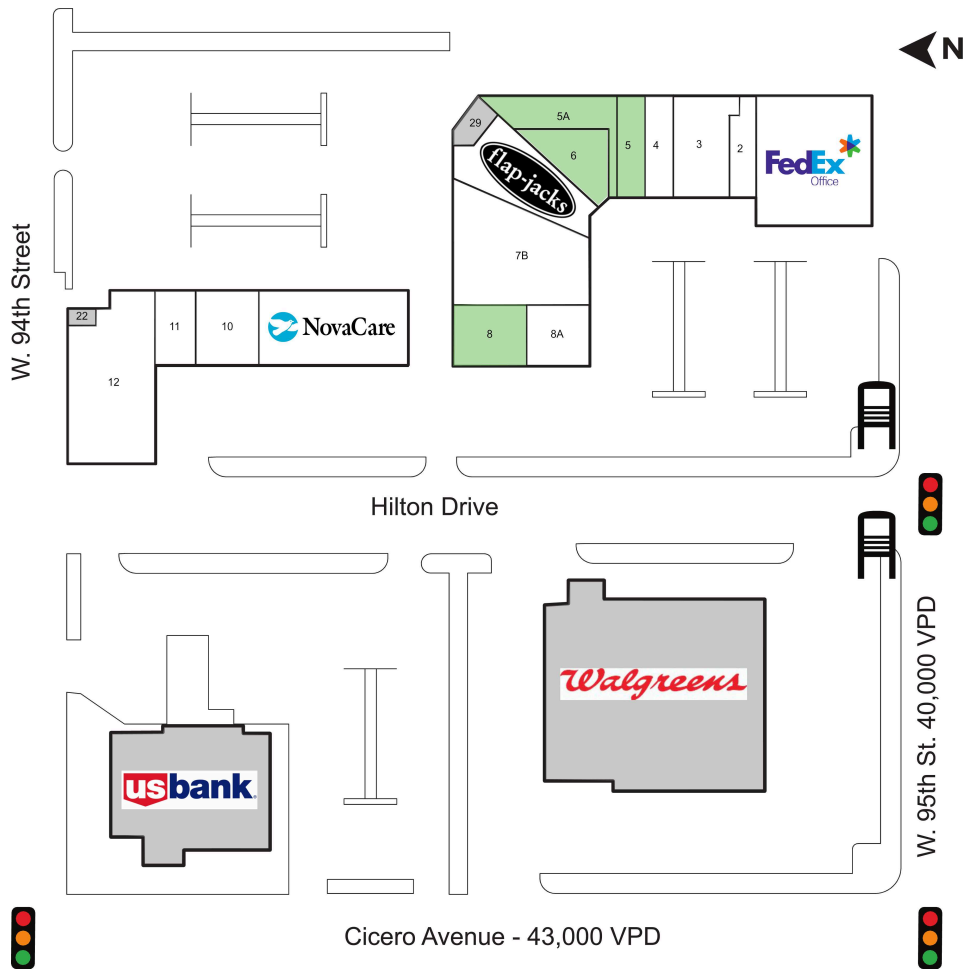 N
29
5A
6
5
4
3
2
FedEx
Office
flap-jacks
7B
8
8A
W. 94th Street
22
11
10
NovaCare
12
Hilton Drive
Walgreens
usbank.
W. 95th St. 40,000 VPD
Cicero Avenue - 43,000 VPD